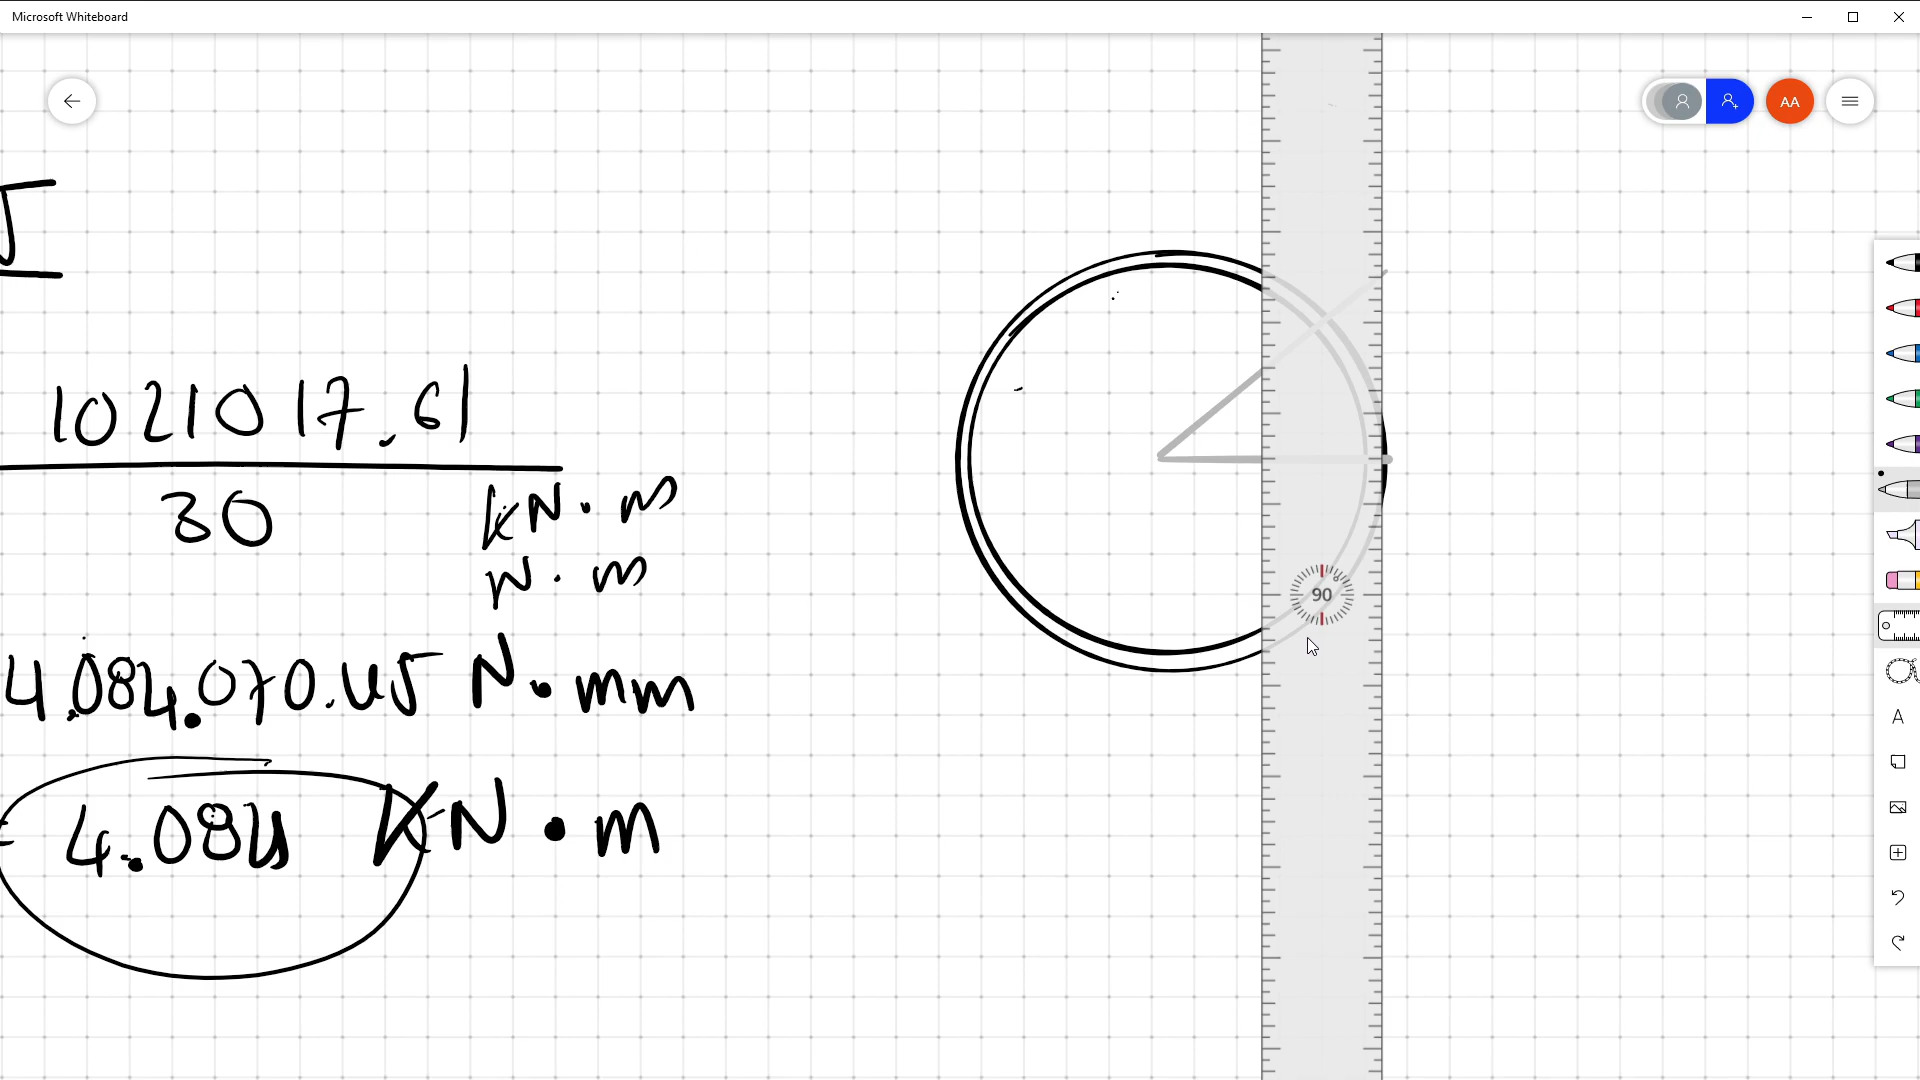 Microsoft Whiteboard
AA
J
1021017.61
30
kN.m
N.m
4.084.070.45 N.mm
4.084 KN.m
90°
A